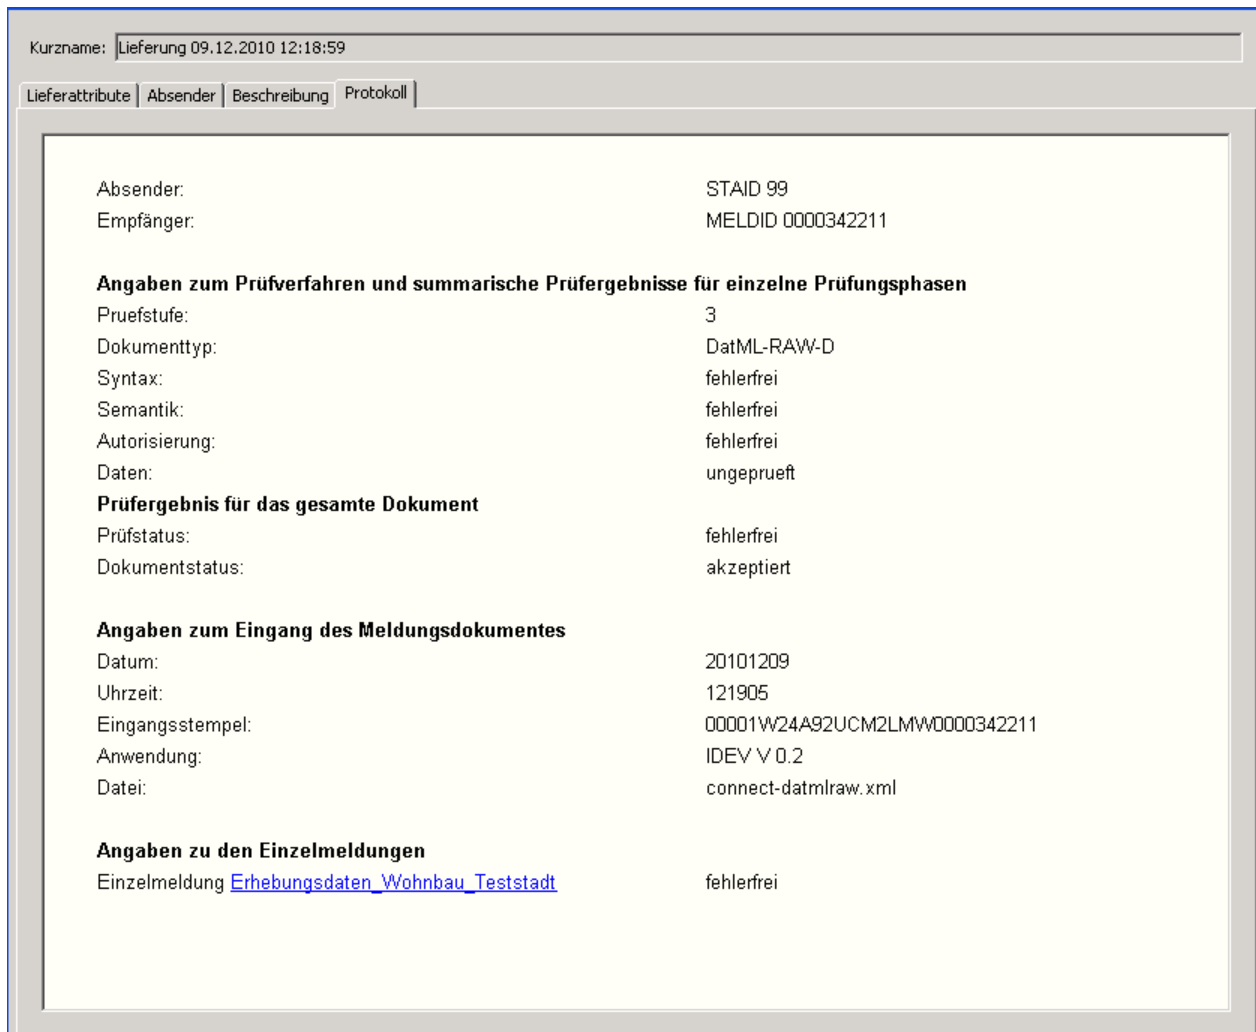 Kurzname: Lieferung 09.12.2010 12:18:59
Lieferattribute Absender Beschreibung Protokoll
Absender: STAID 99
Empfänger: MELDID 0000342211
Angaben zum Prüfverfahren und summarische Prüfergebnisse für einzelne Prüfungsphasen
Pruefstufe: 3
Dokumenttyp: DatML-RAW-D
Syntax: fehlerfrei
Semantik: fehlerfrei
Autorisierung: fehlerfrei
Daten: ungeprueft
Prüfergebnis für das gesamte Dokument
Prüfstatus: fehlerfrei
Dokumentstatus: akzeptiert
Angaben zum Eingang des Meldungsdokumentes
Datum: 20101209
Uhrzeit: 121905
Eingangsstempel: 00001W24A92UCM2LMW0000342211
Anwendung: IDEV V 0.2
Datei: connect-datmlraw.xml
Angaben zu den Einzelmeldungen
Einzelmeldung Erhebungsdaten_Wohnbau_Teststadt fehlerfrei